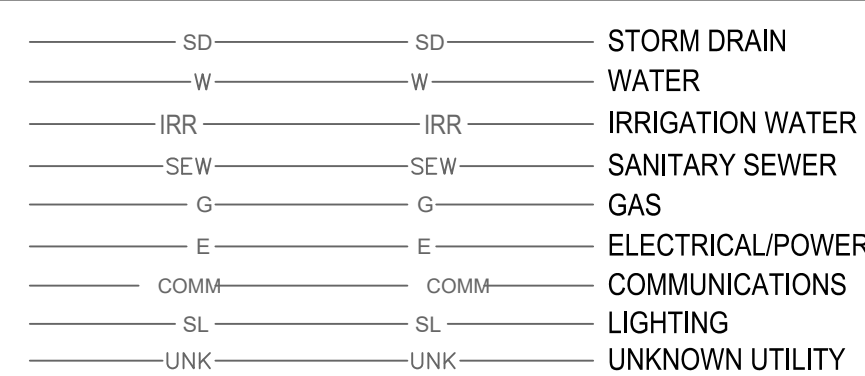 SD SD STORM DRAIN
W W WATER
IRR IRR IRRIGATION WATER
SEW SEW SANITARY SEWER
G G GAS
E E ELECTRICAL/POWER
COMM COMM COMMUNICATIONS
SL SL LIGHTING
UNK UNK UNKNOWN UTILITY